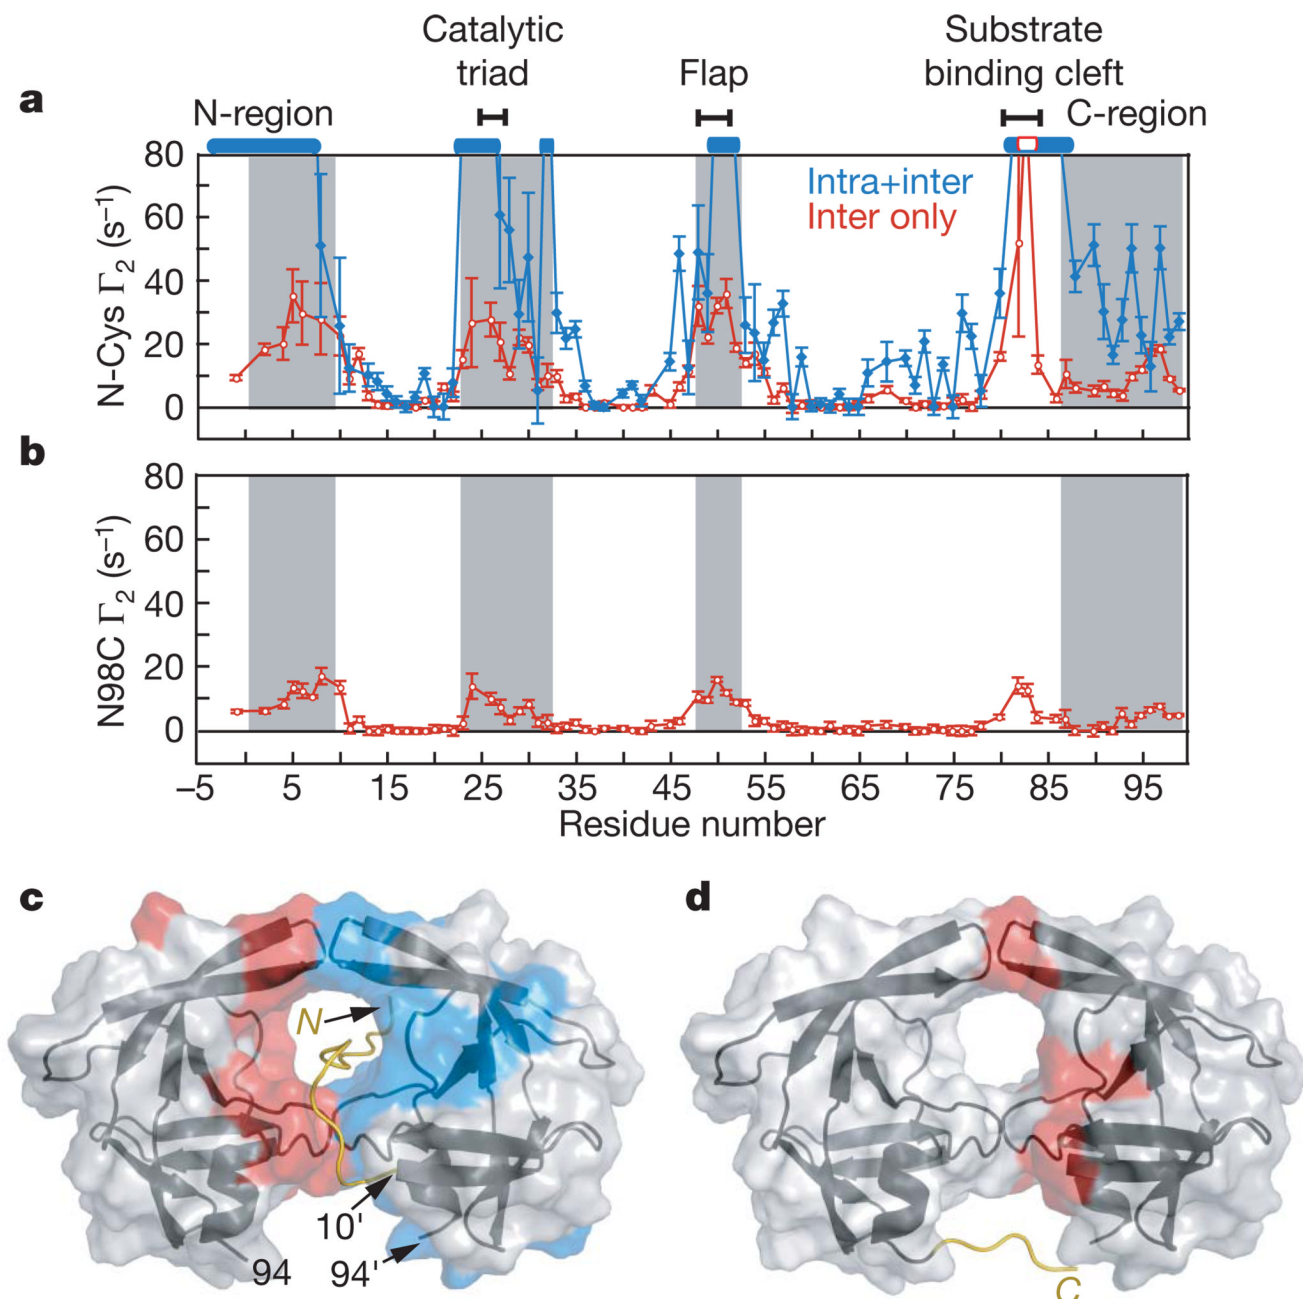 Catalytic triad
Flap
Substrate binding cleft
a
N-region
C-region
N-Cys Γ₂ (s⁻¹)
80
60
40
20
0
Intra+inter
Inter only
b
N98C Γ₂ (s⁻¹)
80
60
40
20
0
–5 5 15 25 35 45 55 65 75 85 95
Residue number
c
N
10'
94
94'
d
C